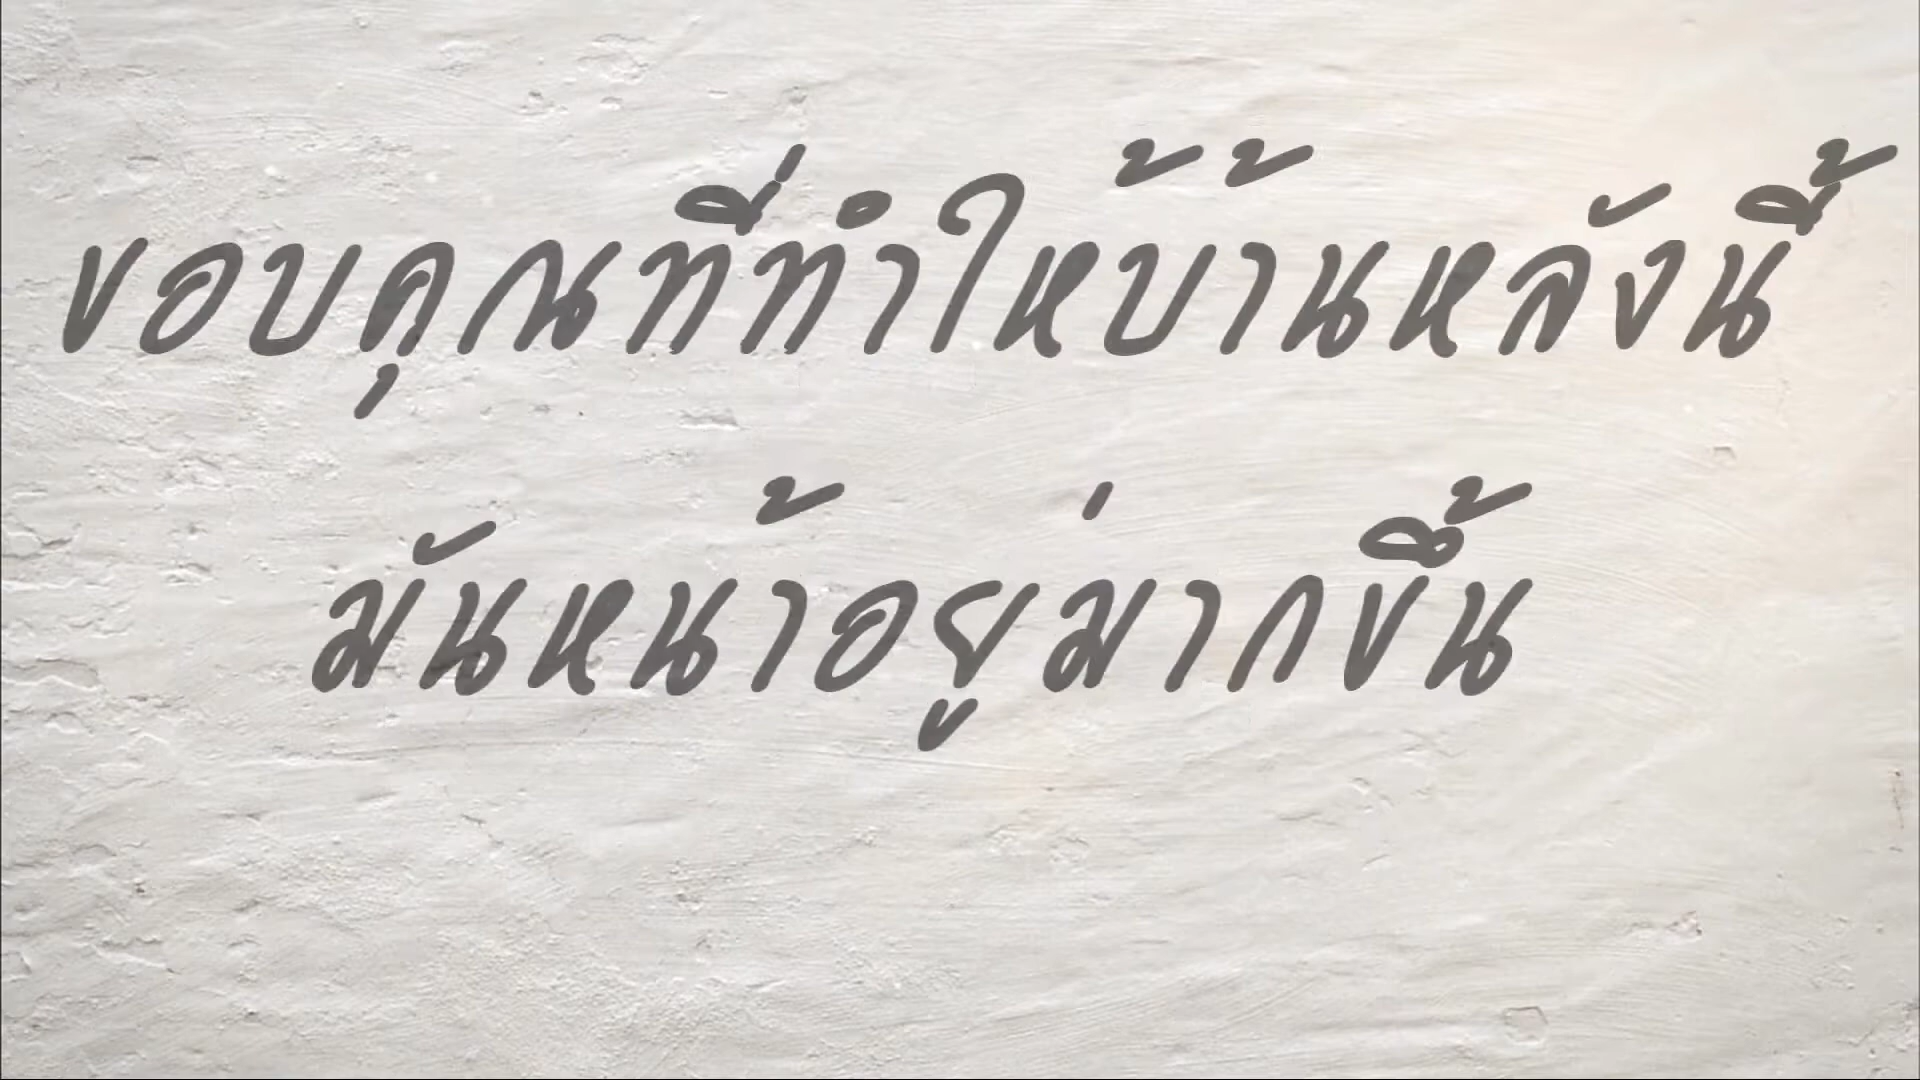 ขอบคุณที่ทำให้บ้านหลังนี้
มันหน้าอยู่มากขึ้น